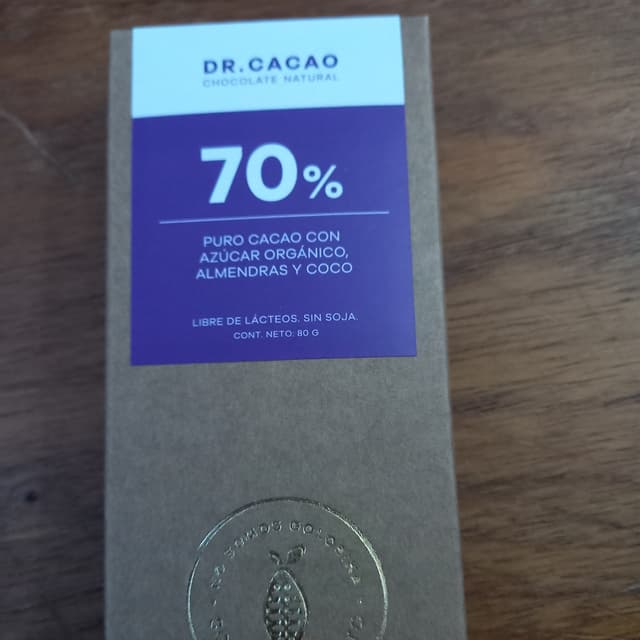 DR.CACAO
CHOCOLATE NATURAL
70%
PURO CACAO CON
AZÚCAR ORGÁNICO,
ALMENDRAS Y COCO
LIBRE DE LÁCTEOS. SIN SOJA.
CONT. NETO: 80 G
SOMOS